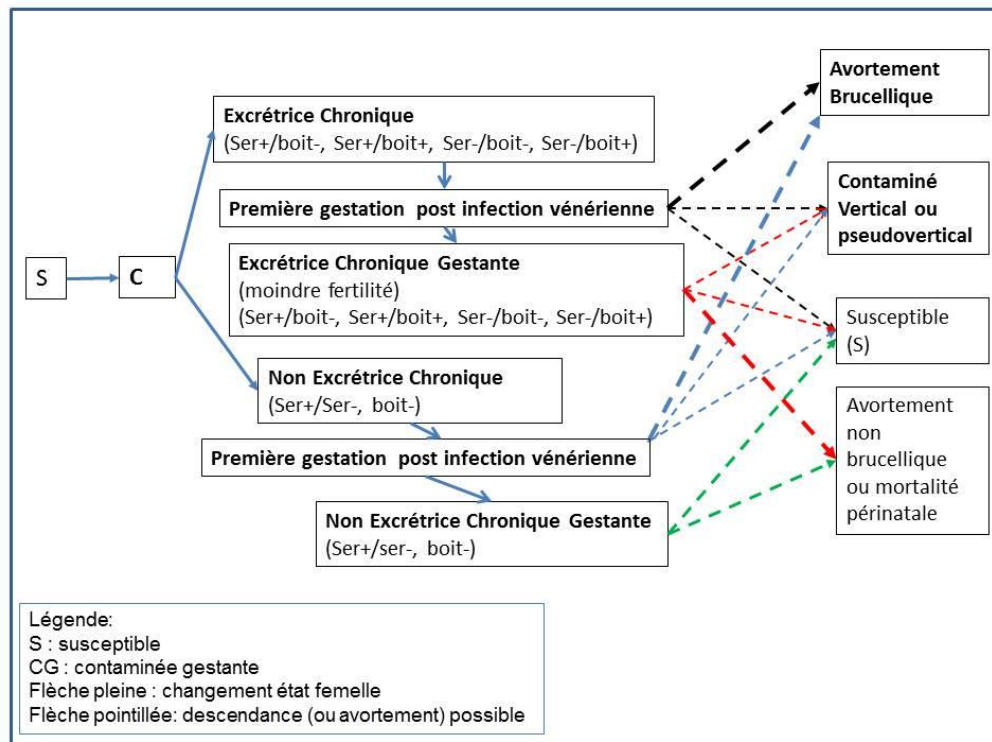 Avortement
Brucellique
Excrétrice Chronique
(Ser+/boit-, Ser+/boit+, Ser-/boit-, Ser-/boit+)
Première gestation post infection vénérienne
Contaminé
Vertical ou
pseudovertical
S
C
Excrétrice Chronique Gestante
(moindre fertilité)
(Ser+/boit-, Ser+/boit+, Ser-/boit-, Ser-/boit+)
Susceptible
(S)
Non Excrétrice Chronique
(Ser+/Ser-, boit-)
Première gestation post infection vénérienne
Avortement
non
brucellique
ou mortalité
périnatale
Non Excrétrice Chronique Gestante
(Ser+/ser-, boit-)
Légende:
S : susceptible
CG : contaminée gestante
Flèche pleine : changement état femelle
Flèche pointillée: descendance (ou avortement) possible